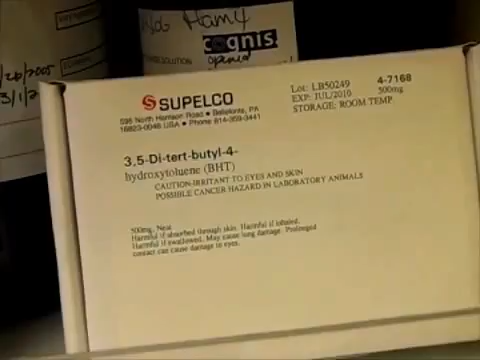 Ham4
cognis.
SOLUTION
opened
/20/2005
3/1/2
SUPELCO
595 North Harrison Road • Bellefonte, PA
16823-0048 USA • Phone 814-359-3441
Lot: LB50249
4-7168
EXP: JUL/2010
500mg
STORAGE: ROOM TEMP
3,5-Di-tert-butyl-4-
hydroxytoluene (BHT)
CAUTION-IRRITANT TO EYES AND SKIN
POSSIBLE CANCER HAZARD IN LABORATORY ANIMALS
500mg, Neat
Harmful if absorbed through skin. Harmful if inhaled.
Harmful if swallowed. May cause lung damage. Prolonged
contact can cause damage to eyes.